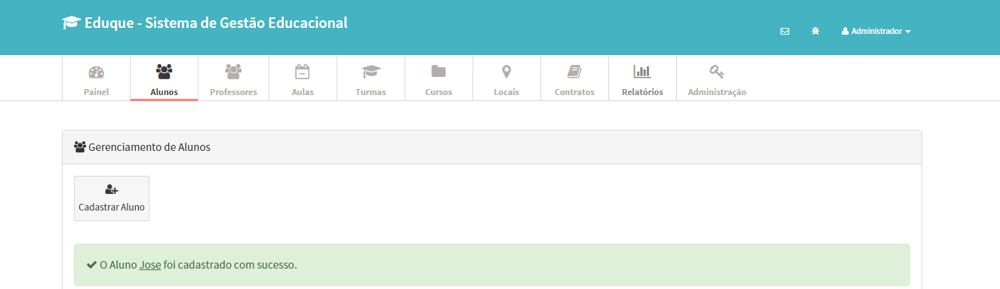 Eduque - Sistema de Gestão Educacional
Administrador
Painel
Alunos
Professores
Aulas
Turmas
Cursos
Locais
Contratos
Relatórios
Administração
Gerenciamento de Alunos
Cadastrar Aluno
O Aluno Jose foi cadastrado com sucesso.